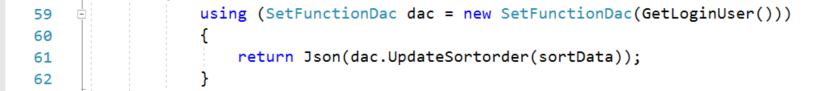 59 using (SetFunctionDac dac = new SetFunctionDac(GetLoginUser()))
60 {
61 return Json(dac.UpdateSortorder(sortData));
62 }